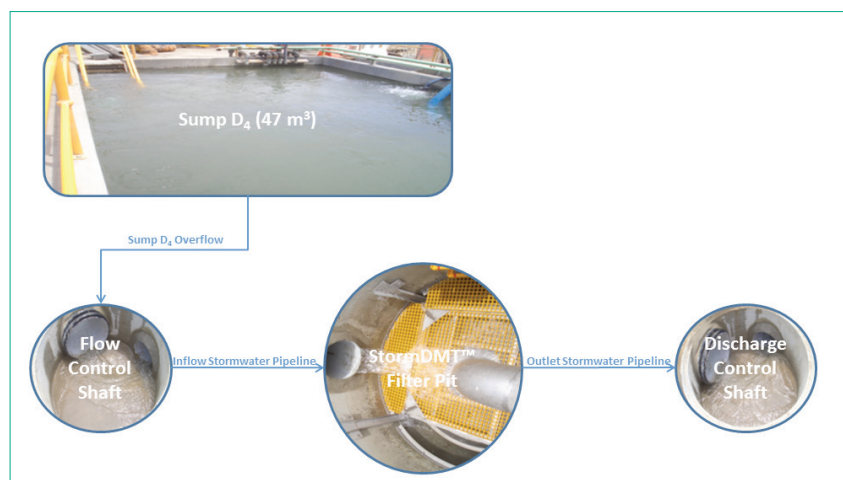 Sump D₄ (47 m³)
Sump D₄ Overflow
Flow
Control
Shaft
Inflow Stormwater Pipeline
StormDMT™
Filter Pit
Outlet Stormwater Pipeline
Discharge
Control
Shaft